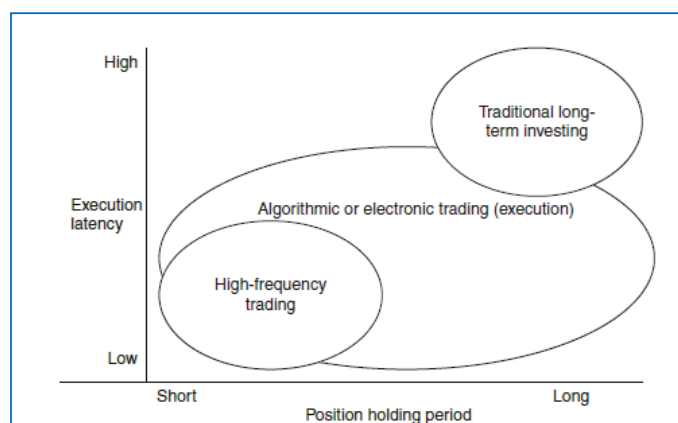 High
Traditional long-
term investing
Execution
latency
Algorithmic or electronic trading (execution)
High-frequency
trading
Low
Short
Long
Position holding period